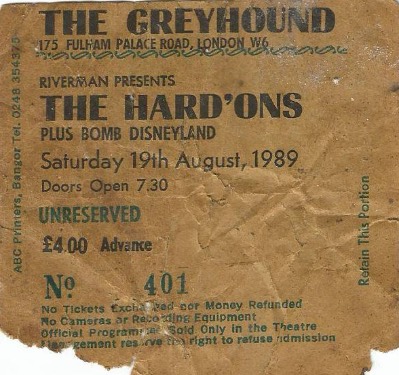 THE GREYHOUND
175 FULHAM PALACE ROAD, LONDON W6
RIVERMAN PRESENTS
THE HARD'ONS
PLUS BOMB DISNEYLAND
Saturday 19th August, 1989
Doors Open 7.30
UNRESERVED
£4.00 Advance
No 401
No Tickets Exchanged nor Money Refunded
No Cameras or Recording Equipment
Official Programmes Sold Only in the Theatre
Management reserve the right to refuse admission
ABC Printers, Bangor Tel. 0248 354375
Retain This Portion